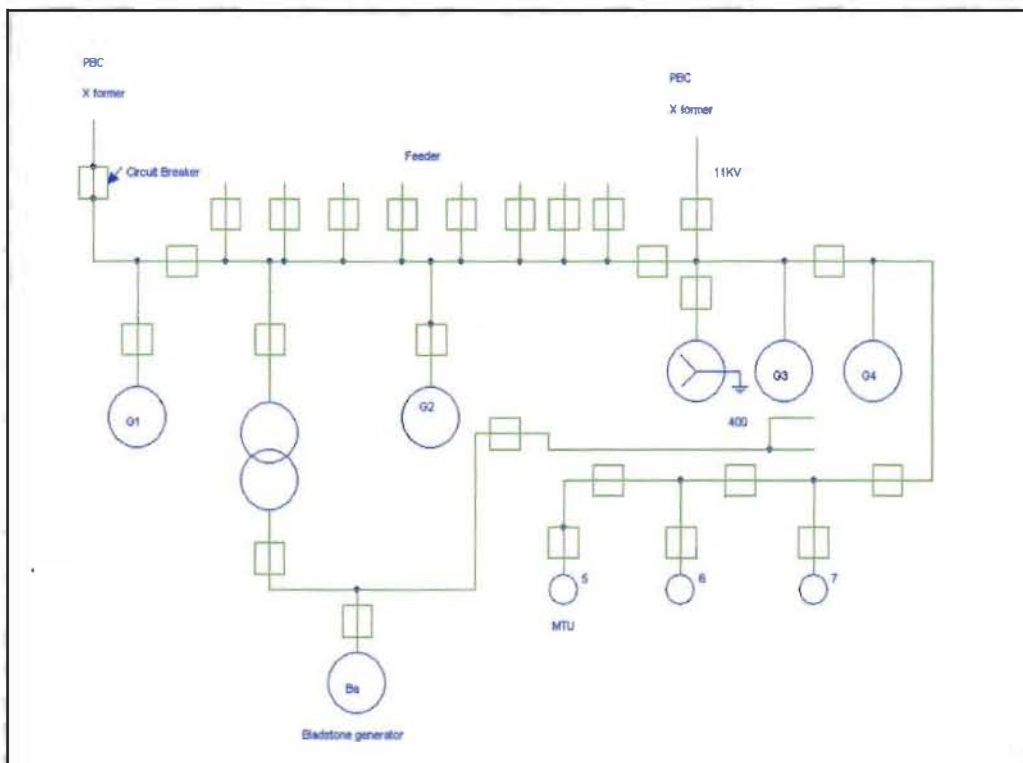 PBC
X former
PBC
X former
Feeder
Circuit Breaker
11KV
G1
G2
G3
G4
400
5
6
7
MTU
Bs
Bladstone generator